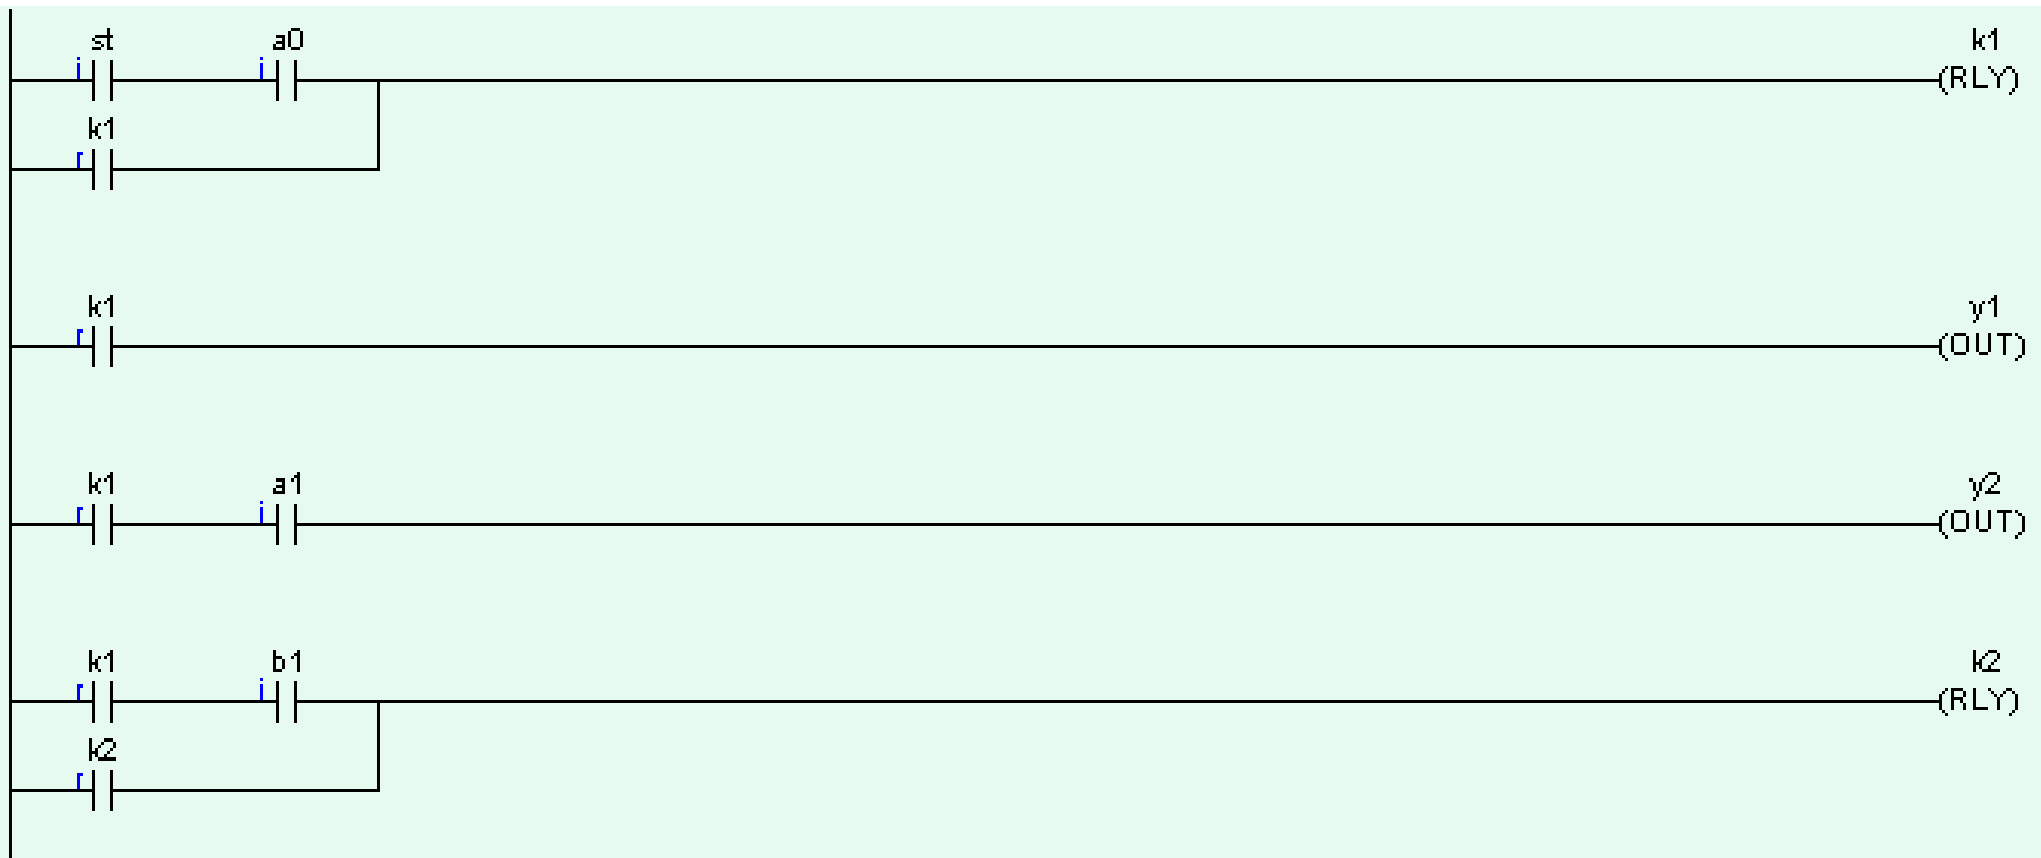 st a0 k1
i i (RLY)
k1
r
k1 y1
r (OUT)
k1 a1 y2
r i (OUT)
k1 b1 k2
r i (RLY)
k2
r